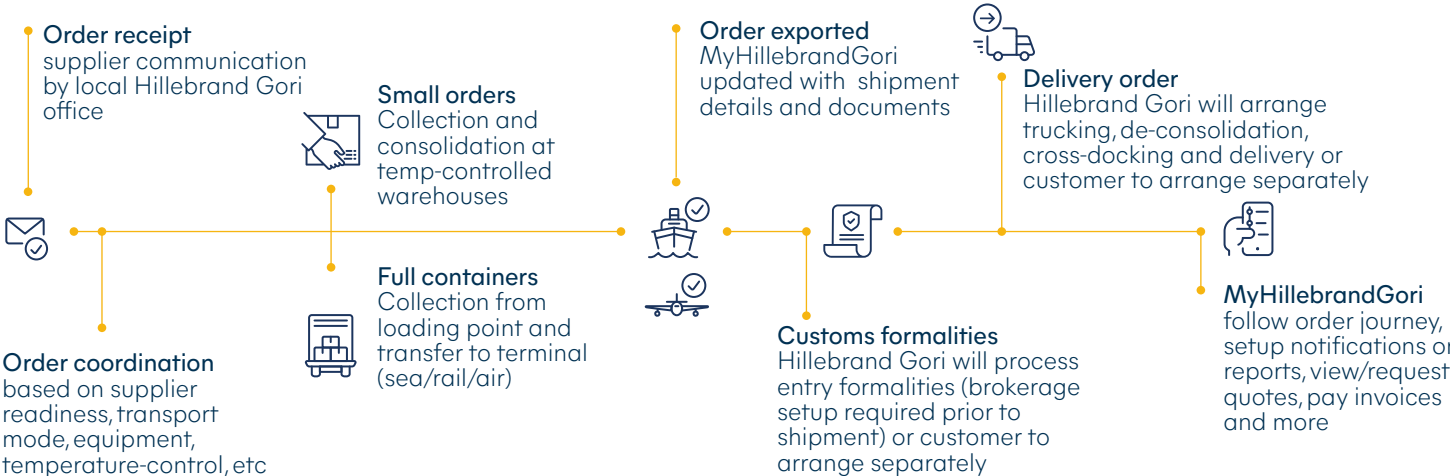 Order receipt
supplier communication
by local Hillebrand Gori
office
Order coordination
based on supplier
readiness, transport
mode, equipment,
temperature-control, etc
Small orders
Collection and
consolidation at
temp-controlled
warehouses
Full containers
Collection from
loading point and
transfer to terminal
(sea/rail/air)
Order exported
MyHillebrandGori
updated with shipment
details and documents
Customs formalities
Hillebrand Gori will process
entry formalities (brokerage
setup required prior to
shipment) or customer to
arrange separately
Delivery order
Hillebrand Gori will arrange
trucking, de-consolidation,
cross-docking and delivery or
customer to arrange separately
MyHillebrandGori
follow order journey,
setup notifications or
reports, view/request
quotes, pay invoices
and more